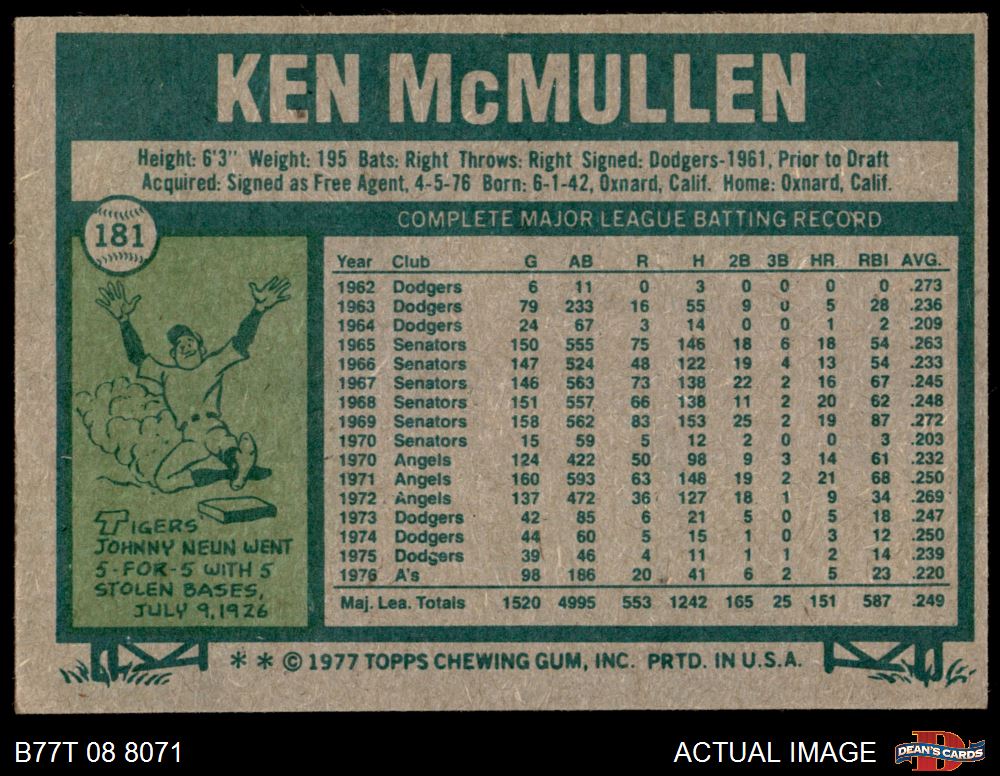 KEN McMULLEN
Height: 6'3" Weight: 195 Bats: Right Throws: Right Signed: Dodgers-1961, Prior to Draft
Acquired: Signed as Free Agent, 4-5-76 Born: 6-1-42, Oxnard, Calif. Home: Oxnard, Calif.
181
COMPLETE MAJOR LEAGUE BATTING RECORD
Year Club G AB R H 2B 3B HR RBI AVG.
1962 Dodgers 6 11 0 3 0 0 0 0 .273
1963 Dodgers 79 233 16 55 9 0 5 28 .236
1964 Dodgers 24 67 3 14 0 0 1 2 .209
1965 Senators 150 555 75 146 18 6 18 54 .263
1966 Senators 147 524 48 122 19 4 13 54 .233
1967 Senators 146 563 73 138 22 2 16 67 .245
1968 Senators 151 557 66 138 11 2 20 62 .248
1969 Senators 158 562 83 153 25 2 19 87 .272
1970 Senators 15 59 5 12 2 0 0 3 .203
1970 Angels 124 422 50 98 9 3 14 61 .232
1971 Angels 160 593 63 148 19 2 21 68 .250
1972 Angels 137 472 36 127 18 1 9 34 .269
1973 Dodgers 42 85 6 21 5 0 5 18 .247
1974 Dodgers 44 60 5 15 1 0 3 12 .250
1975 Dodgers 39 46 4 11 1 1 2 14 .239
1976 A's 98 186 20 41 6 2 5 23 .220
Maj. Lea. Totals 1520 4995 553 1242 165 25 151 587 .249
TIGERS'
JOHNNY NEUN WENT
5-FOR-5 WITH 5
STOLEN BASES,
JULY 9, 1926
* * © 1977 TOPPS CHEWING GUM, INC. PRTD. IN U.S.A.
B77T 08 8071
ACTUAL IMAGE
DEAN'S CARDS